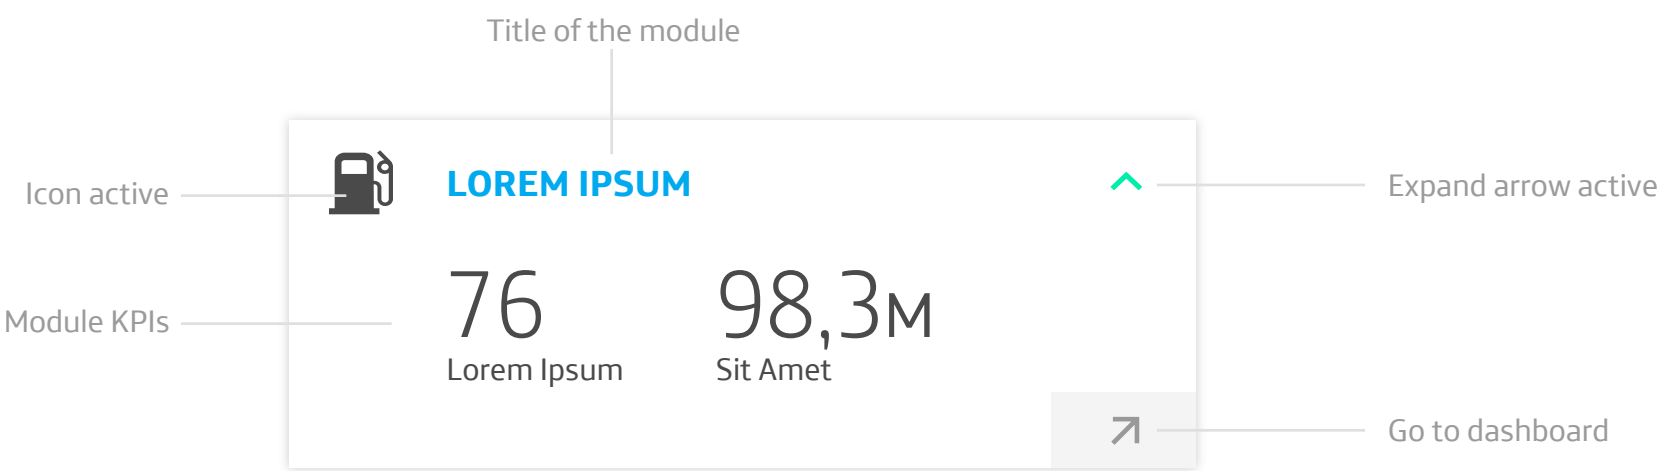 Title of the module
Icon active
LOREM IPSUM
Expand arrow active
Module KPIs
76
98,3M
Lorem Ipsum
Sit Amet
Go to dashboard